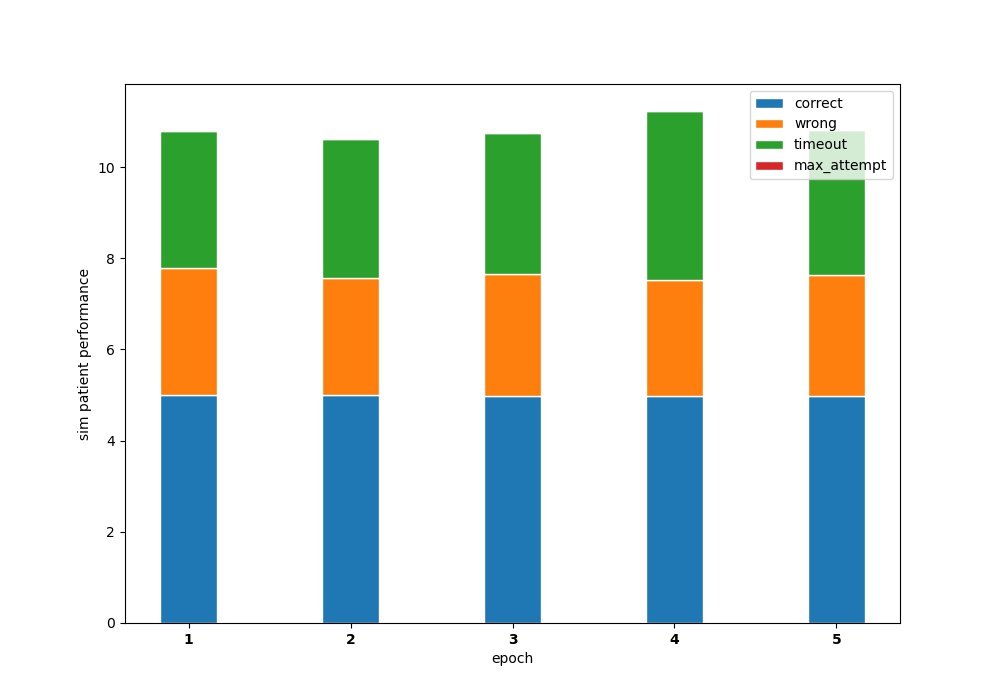 correct
wrong
timeout
max_attempt
10
8
6
4
2
0
sim patient performance
1 2 3 4 5
epoch